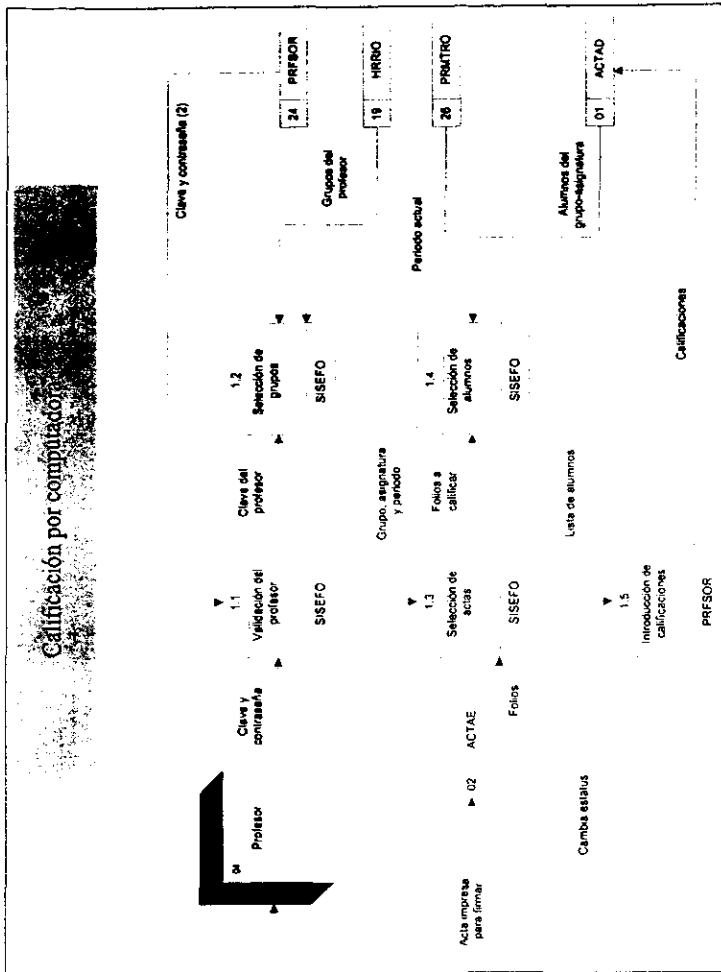 Calificación por computadora
Clave y contraseña (2)
04
Profesor
Clave y
contraseña
1.1
Validación del
profesor
SISEFO
Clave del
profesor
1.2
Selección de
grupos
SISEFO
Grupos del
profesor
24 PRFSOR
19 HRRIO
Grupo, asignatura
y periodo
Periodo actual
26 PRMTRO
Acta impresa
para firmar
02 ACTAE
Folios
1.3
Selección de
actas
SISEFO
Folios a
calificar
1.4
Selección de
alumnos
SISEFO
Alumnos del
grupo-asignatura
01 ACTAD
Cambia estatus
1.5
Introducción de
calificaciones
PRFSOR
Lista de alumnos
Calificaciones